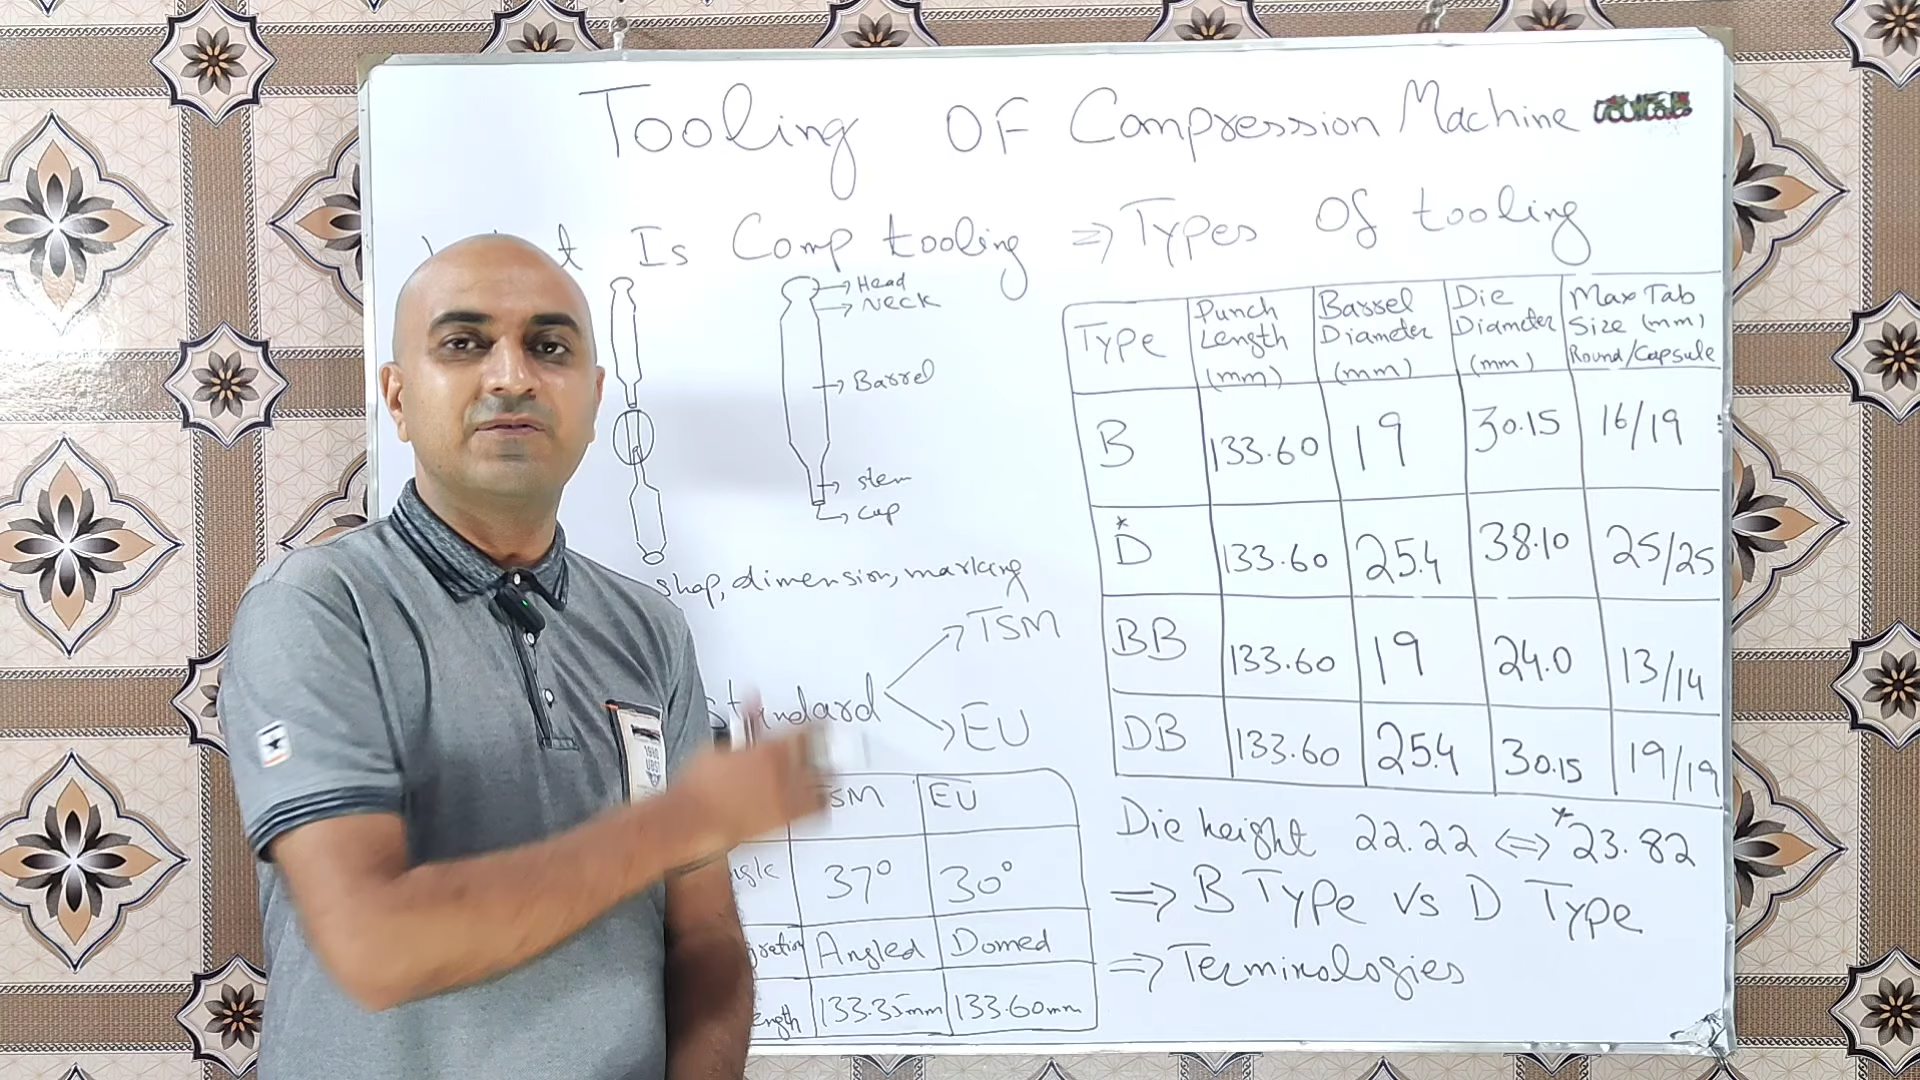 Tooling OF Compression Machine
Is Comp tooling ⇒ Types Of tooling
Head
Neck
Barrel
stem
cup
shap, dimension, marking
Standard
TSM
EU
TSM EU
37° 30°
Angled Domed
133.35mm 133.60mm
Type Punch Length (mm) Barrel Diameter (mm) Die Diameter (mm) Max Tab Size (mm) Round/Capsule
B 133.60 19 30.15 16/19
*D 133.60 25.4 38.10 25/25
BB 133.60 19 24.0 13/14
DB 133.60 25.4 30.15 19/19
Die height 22.22 ⇔ *23.82
⇒ B Type vs D Type
⇒ Terminologies
1990
UBS